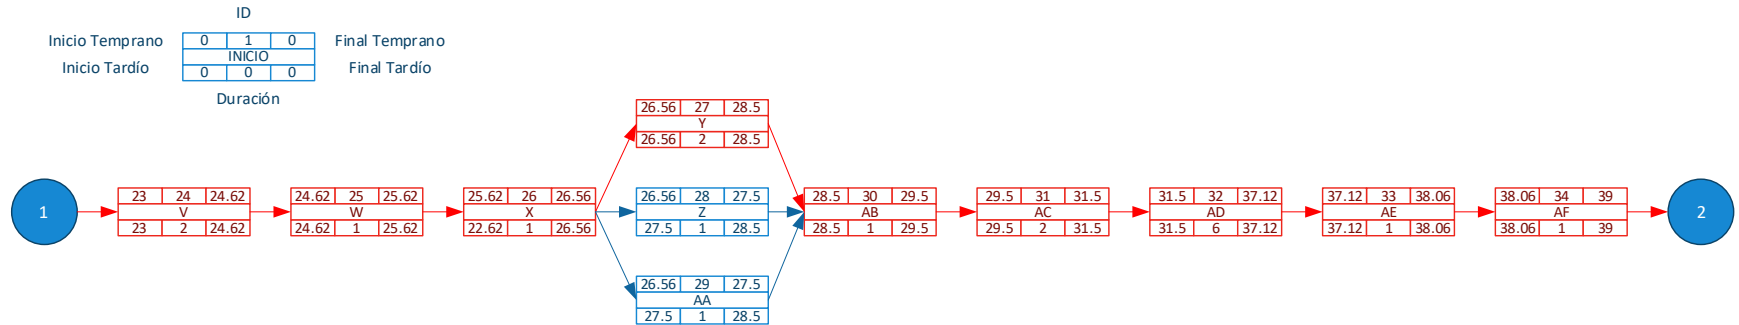 ID
Inicio Temprano 0 1 0 Final Temprano
INICIO
Inicio Tardío 0 0 0 Final Tardío
Duración
26.56 27 28.5
Y
26.56 2 28.5
1
23 24 24.62
V
23 2 24.62
24.62 25 25.62
W
24.62 1 25.62
25.62 26 26.56
X
22.62 1 26.56
26.56 28 27.5
Z
27.5 1 28.5
28.5 30 29.5
AB
28.5 1 29.5
29.5 31 31.5
AC
29.5 2 31.5
31.5 32 37.12
AD
31.5 6 37.12
37.12 33 38.06
AE
37.12 1 38.06
38.06 34 39
AF
38.06 1 39
2
26.56 29 27.5
AA
27.5 1 28.5